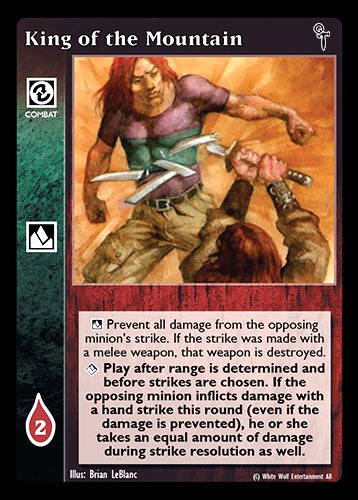 King of the Mountain
COMBAT
Prevent all damage from the opposing
minion's strike. If the strike was made with
a melee weapon, that weapon is destroyed.
Play after range is determined and
before strikes are chosen. If the
opposing minion inflicts damage with
a hand strike this round (even if the
damage is prevented), he or she
takes an equal amount of damage
during strike resolution as well.
2
Illus: Brian LeBlanc
(C) White Wolf Entertainment AB